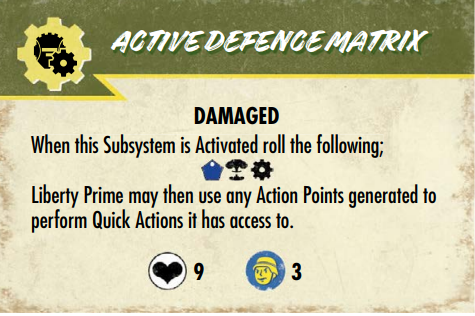 ACTIVE DEFENCE MATRIX
DAMAGED
When this Subsystem is Activated roll the following;
Liberty Prime may then use any Action Points generated to
perform Quick Actions it has access to.
9 3